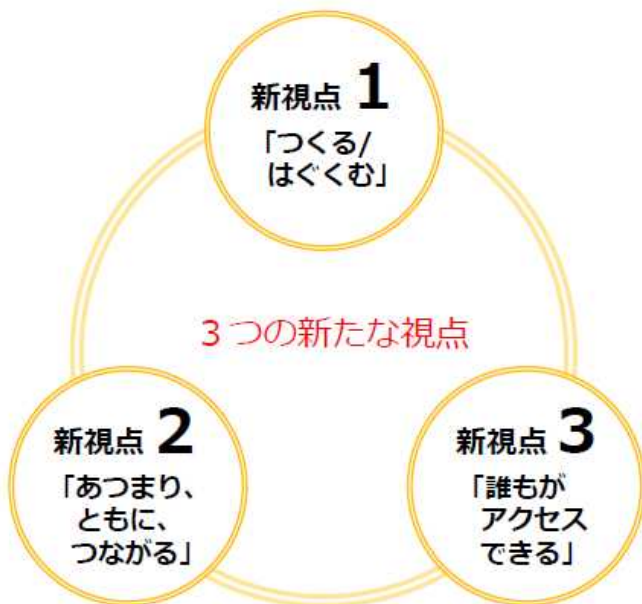 新視点 1
「つくる/
はぐくむ」
3つの新たな視点
新視点 2
「あつまり、
ともに、
つながる」
新視点 3
「誰もが
アクセス
できる」